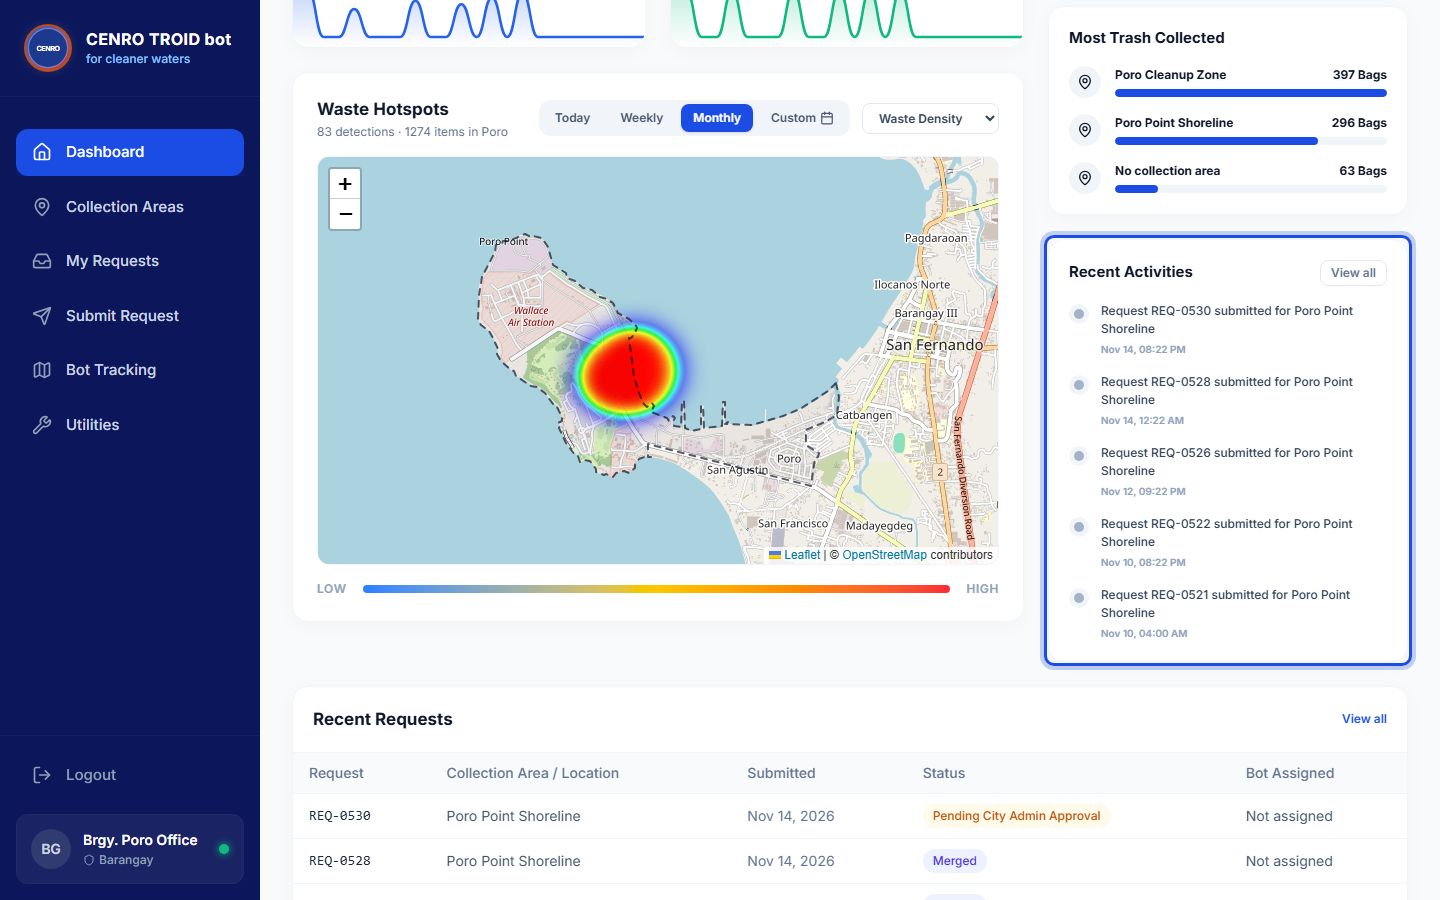 CENRO
CENRO TROID bot
for cleaner waters
Dashboard
Collection Areas
My Requests
Submit Request
Bot Tracking
Utilities
Logout
BG
Brgy. Poro Office
Barangay
Waste Hotspots
83 detections · 1274 items in Poro
Today
Weekly
Monthly
Custom
Waste Density
+
−
Poro Point
Wallace
Air Station
Pagdaraoan
Ilocanos Norte
Barangay III
San Fernando
Catbangen
Poro
San Agustin
2
San Fernando Diversion Road
San Francisco
Madayegdeg
Leaflet | © OpenStreetMap contributors
LOW
HIGH
Most Trash Collected
Poro Cleanup Zone 397 Bags
Poro Point Shoreline 296 Bags
No collection area 63 Bags
Recent Activities
View all
Request REQ-0530 submitted for Poro Point
Shoreline
Nov 14, 08:22 PM
Request REQ-0528 submitted for Poro Point
Shoreline
Nov 14, 12:22 AM
Request REQ-0526 submitted for Poro Point
Shoreline
Nov 12, 09:22 PM
Request REQ-0522 submitted for Poro Point
Shoreline
Nov 10, 08:22 PM
Request REQ-0521 submitted for Poro Point
Shoreline
Nov 10, 04:00 AM
Recent Requests
View all
Request Collection Area / Location Submitted Status Bot Assigned
REQ-0530 Poro Point Shoreline Nov 14, 2026 Pending City Admin Approval Not assigned
REQ-0528 Poro Point Shoreline Nov 14, 2026 Merged Not assigned